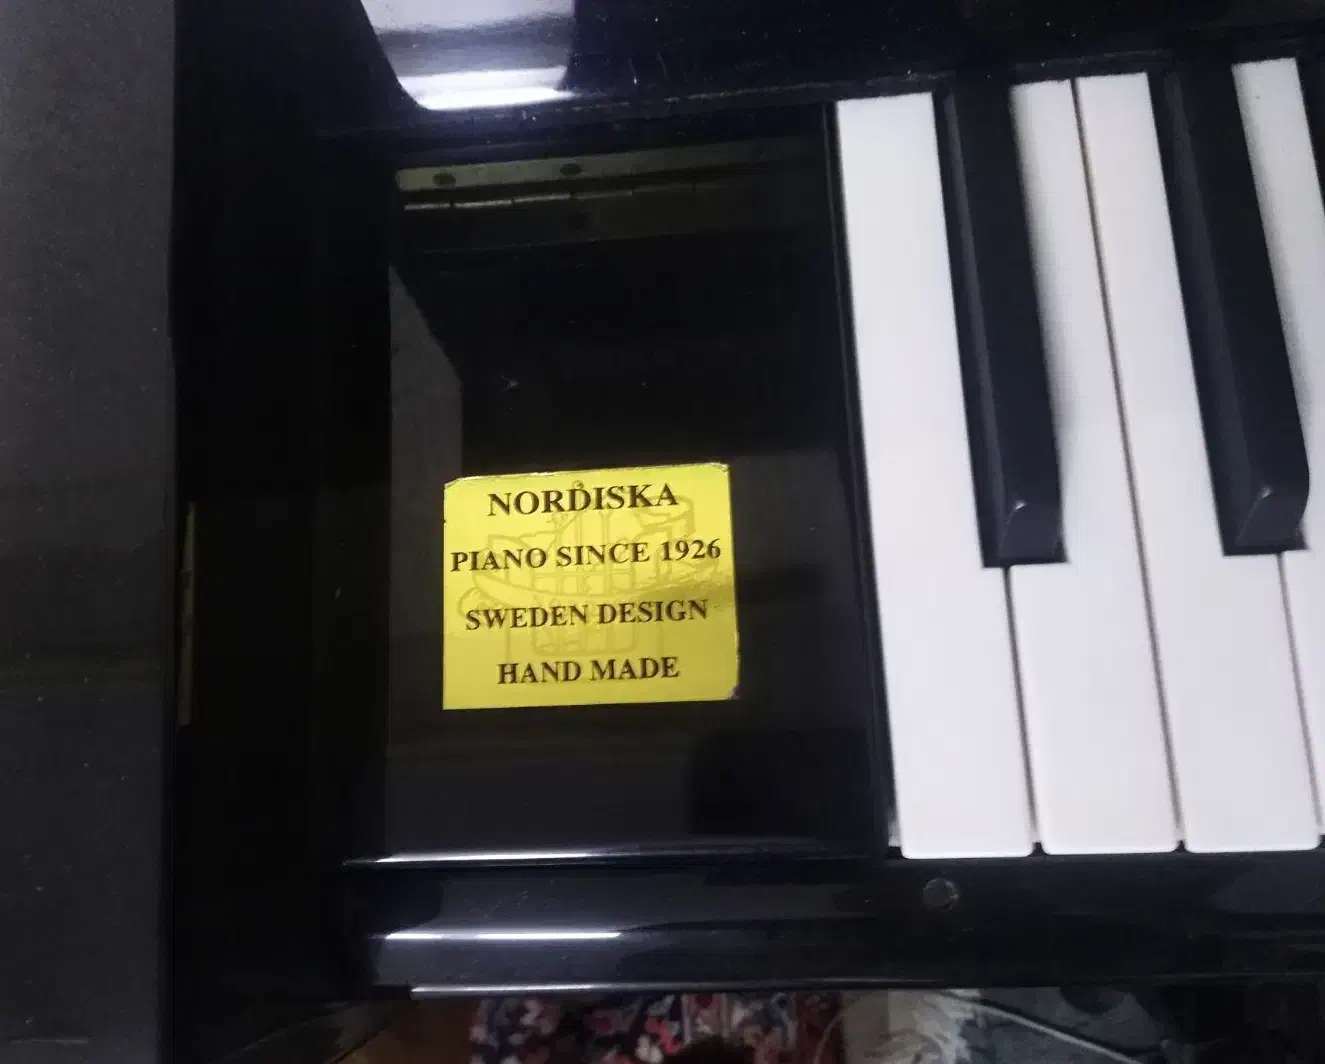 NORDISKA
PIANO SINCE 1926
SWEDEN DESIGN
HAND MADE